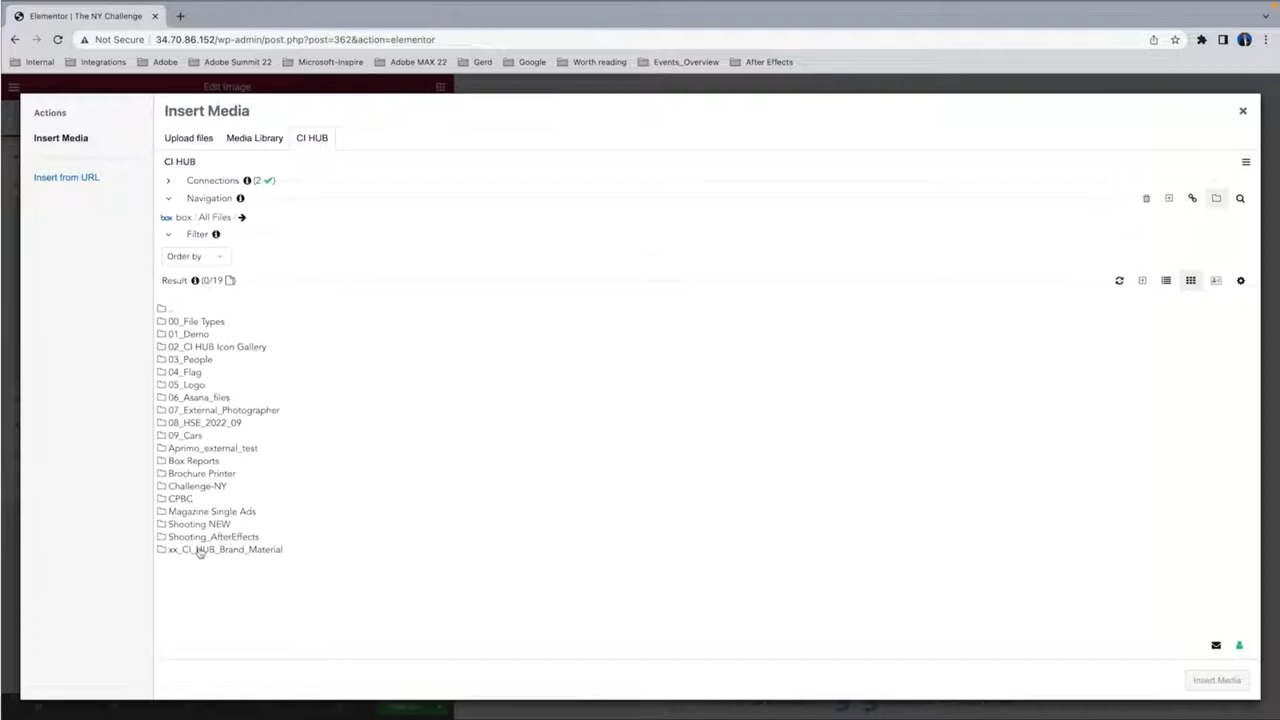 Elementor | The NY Challenge
Not Secure 34.70.86.152/wp-admin/post.php?post=362&action=elementor
Internal Integrations Adobe Adobe Summit 22 Microsoft-Inspire Adobe MAX 22 Gerd Google Worth reading Events_Overview After Effects
Edit Image
Actions
Insert Media
Insert from URL
Insert Media
Upload files Media Library CI HUB
CI HUB
Connections (2 ✓)
Navigation
box box / All Files /
Filter
Order by
Result (0/19)
..
00_File Types
01_Demo
02_CI HUB Icon Gallery
03_People
04_Flag
05_Logo
06_Asana_files
07_External_Photographer
08_HSE_2022_09
09_Cars
Aprimo_external_test
Box Reports
Brochure Printer
Challenge-NY
CPBC
Magazine Single Ads
Shooting NEW
Shooting_AfterEffects
xx_CI_HUB_Brand_Material
Insert Media